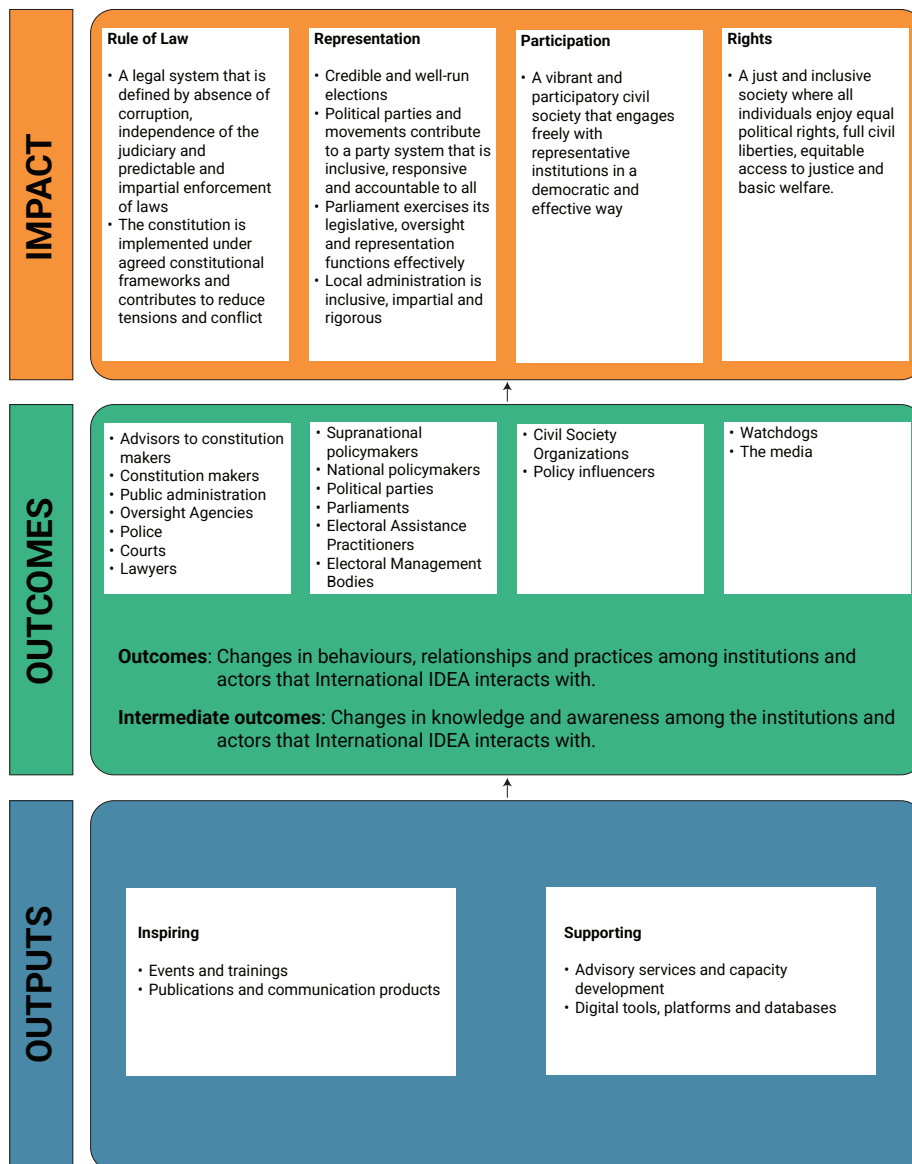 IMPACT
Rule of Law
• A legal system that is
defined by absence of
corruption,
independence of the
judiciary and
predictable and
impartial enforcement
of laws
• The constitution is
implemented under
agreed constitutional
frameworks and
contributes to reduce
tensions and conflict
Representation
• Credible and well-run
elections
• Political parties and
movements contribute
to a party system that is
inclusive, responsive
and accountable to all
• Parliament exercises its
legislative, oversight
and representation
functions effectively
• Local administration is
inclusive, impartial and
rigorous
Participation
• A vibrant and
participatory civil
society that engages
freely with
representative
institutions in a
democratic and
effective way
Rights
• A just and inclusive
society where all
individuals enjoy equal
political rights, full civil
liberties, equitable
access to justice and
basic welfare.
OUTCOMES
• Advisors to constitution
makers
• Constitution makers
• Public administration
• Oversight Agencies
• Police
• Courts
• Lawyers
• Supranational
policymakers
• National policymakers
• Political parties
• Parliaments
• Electoral Assistance
Practitioners
• Electoral Management
Bodies
• Civil Society
Organizations
• Policy influencers
• Watchdogs
• The media
Outcomes: Changes in behaviours, relationships and practices among institutions and
actors that International IDEA interacts with.
Intermediate outcomes: Changes in knowledge and awareness among the institutions and
actors that International IDEA interacts with.
OUTPUTS
Inspiring
• Events and trainings
• Publications and communication products
Supporting
• Advisory services and capacity
development
• Digital tools, platforms and databases